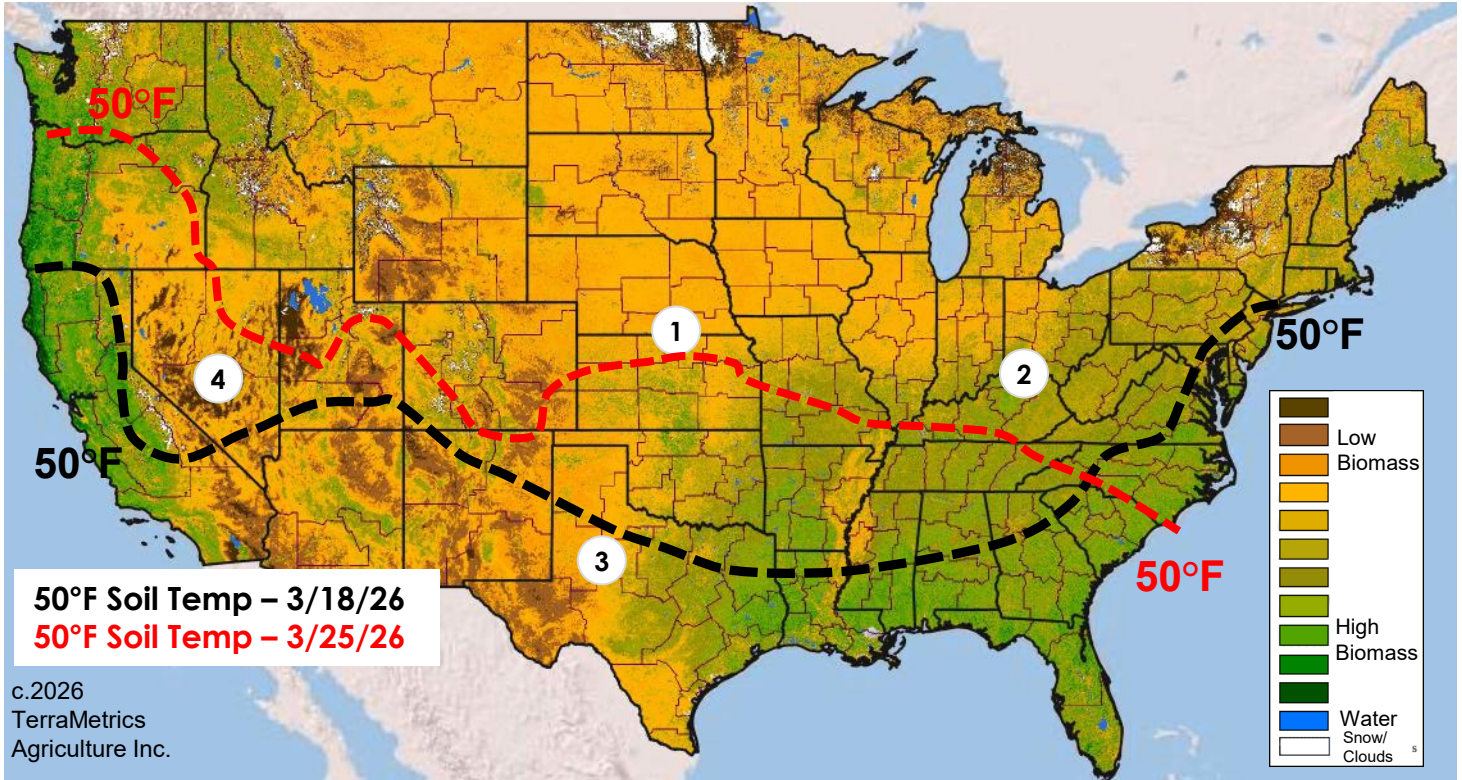 50°F
1
2
4
50°F
50°F
3
50°F
50°F Soil Temp – 3/18/26
50°F Soil Temp – 3/25/26
c.2026
TerraMetrics
Agriculture Inc.
Low
Biomass
High
Biomass
Water
Snow/
Clouds
s